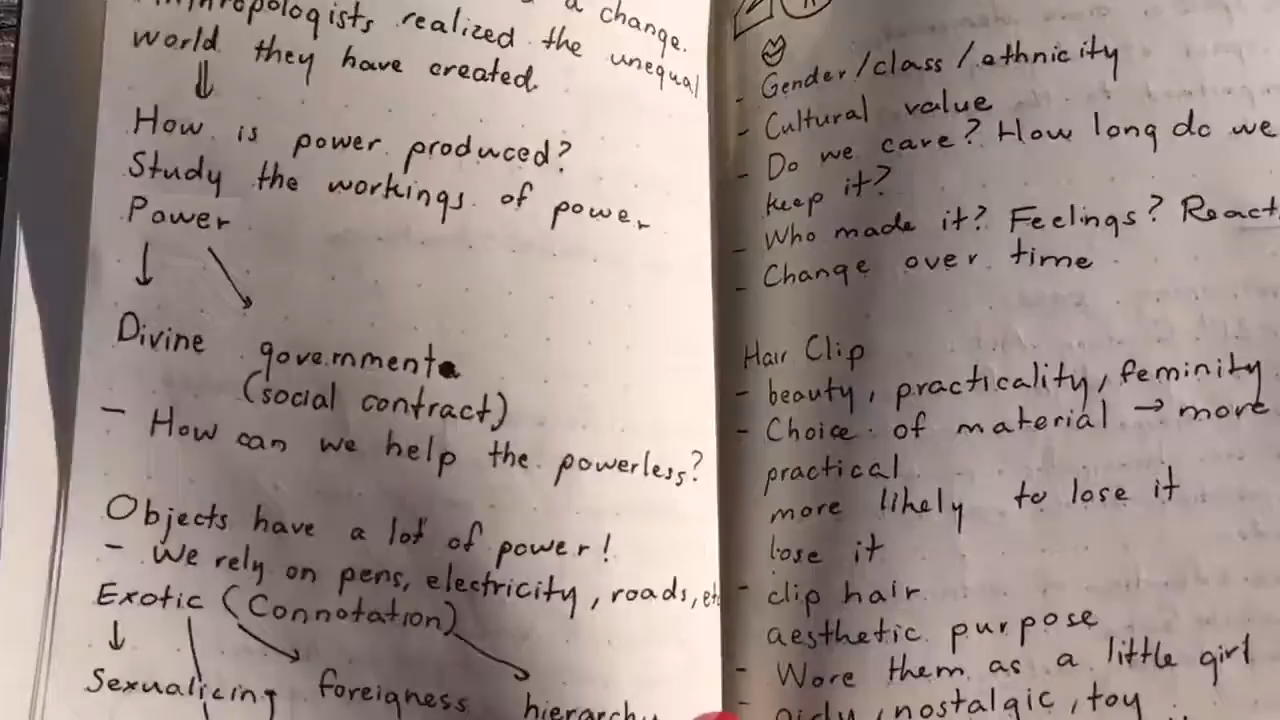 a change.
Anthropologists realized the unequal
world they have created.
How is power produced?
Study the workings of power
Power
Divine government
(social contract)
- How can we help the powerless?
Objects have a lot of power!
- We rely on pens, electricity, roads, etc
Exotic (Connotation)
Sexualicing foreigness hierarchy
- Gender/class/ethnicity
- Cultural value
- Do we care? How long do we
keep it?
- Who made it? Feelings? React
- Change over time
Hair Clip
- beauty, practicality, feminity
- Choice of material → more
practical
more likely to lose it
lose it
- clip hair
aesthetic purpose
- Wore them as a little girl
- girly, nostalgic, toy